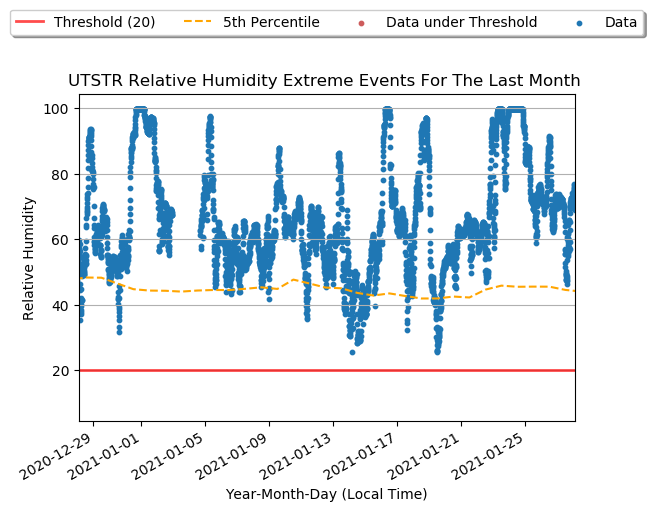 Threshold (20) 5th Percentile Data under Threshold Data
UTSTR Relative Humidity Extreme Events For The Last Month
100
80
60
40
20
Relative Humidity
2020-12-29 2021-01-01 2021-01-05 2021-01-09 2021-01-13 2021-01-17 2021-01-21 2021-01-25
Year-Month-Day (Local Time)